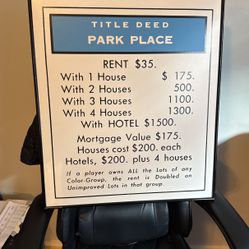 TITLE DEED
PARK PLACE
RENT $35.
With 1 House $ 175.
With 2 Houses 500.
With 3 Houses 1100.
With 4 Houses 1300.
With HOTEL $1500.
Mortgage Value $175.
Houses cost $200. each
Hotels, $200. plus 4 houses
If a player owns ALL the Lots of any
Color-Group, the rent is Doubled on
Unimproved Lots in that group.